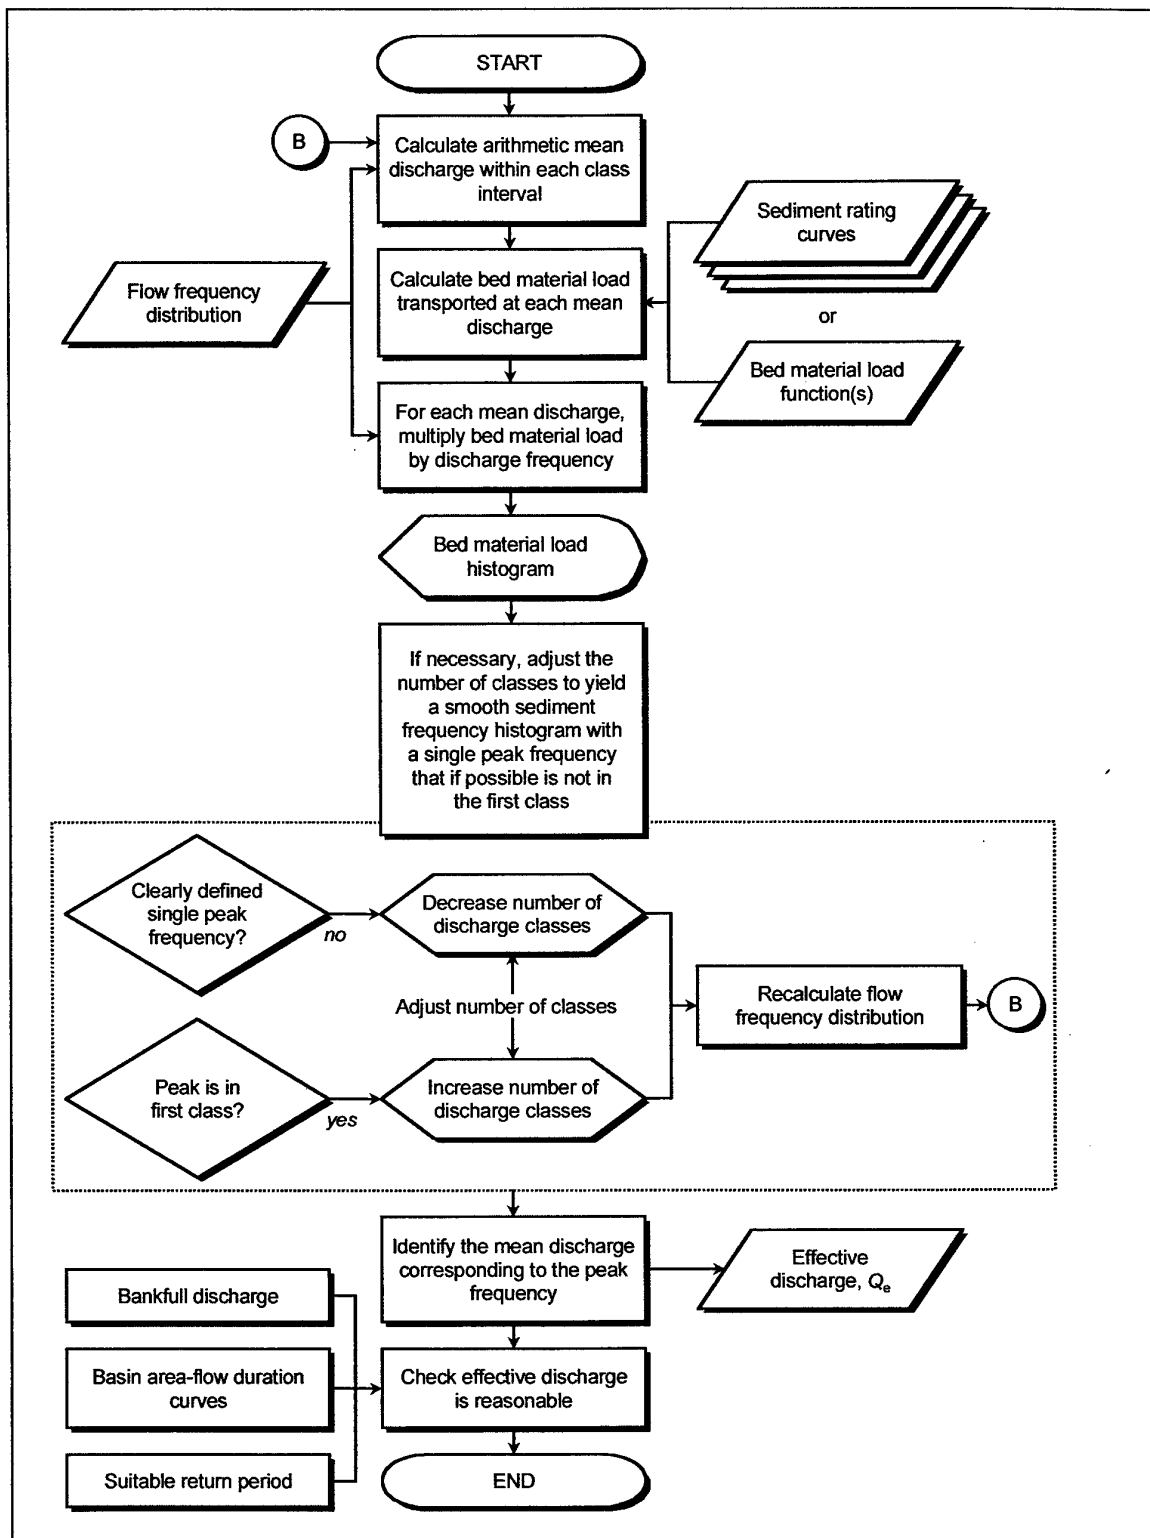 START
B
Calculate arithmetic mean
discharge within each class
interval
Sediment rating
curves
Flow frequency
distribution
Calculate bed material load
transported at each mean
discharge
or
Bed material load
function(s)
For each mean discharge,
multiply bed material load
by discharge frequency
Bed material load
histogram
If necessary, adjust the
number of classes to yield
a smooth sediment
frequency histogram with
a single peak frequency
that if possible is not in
the first class
Clearly defined
single peak
frequency?
no
Decrease number of
discharge classes
Adjust number of classes
Recalculate flow
frequency distribution
B
Peak is in
first class?
yes
Increase number of
discharge classes
Identify the mean discharge
corresponding to the peak
frequency
Effective
discharge, Qe
Bankfull discharge
Basin area-flow duration
curves
Check effective discharge
is reasonable
Suitable return period
END